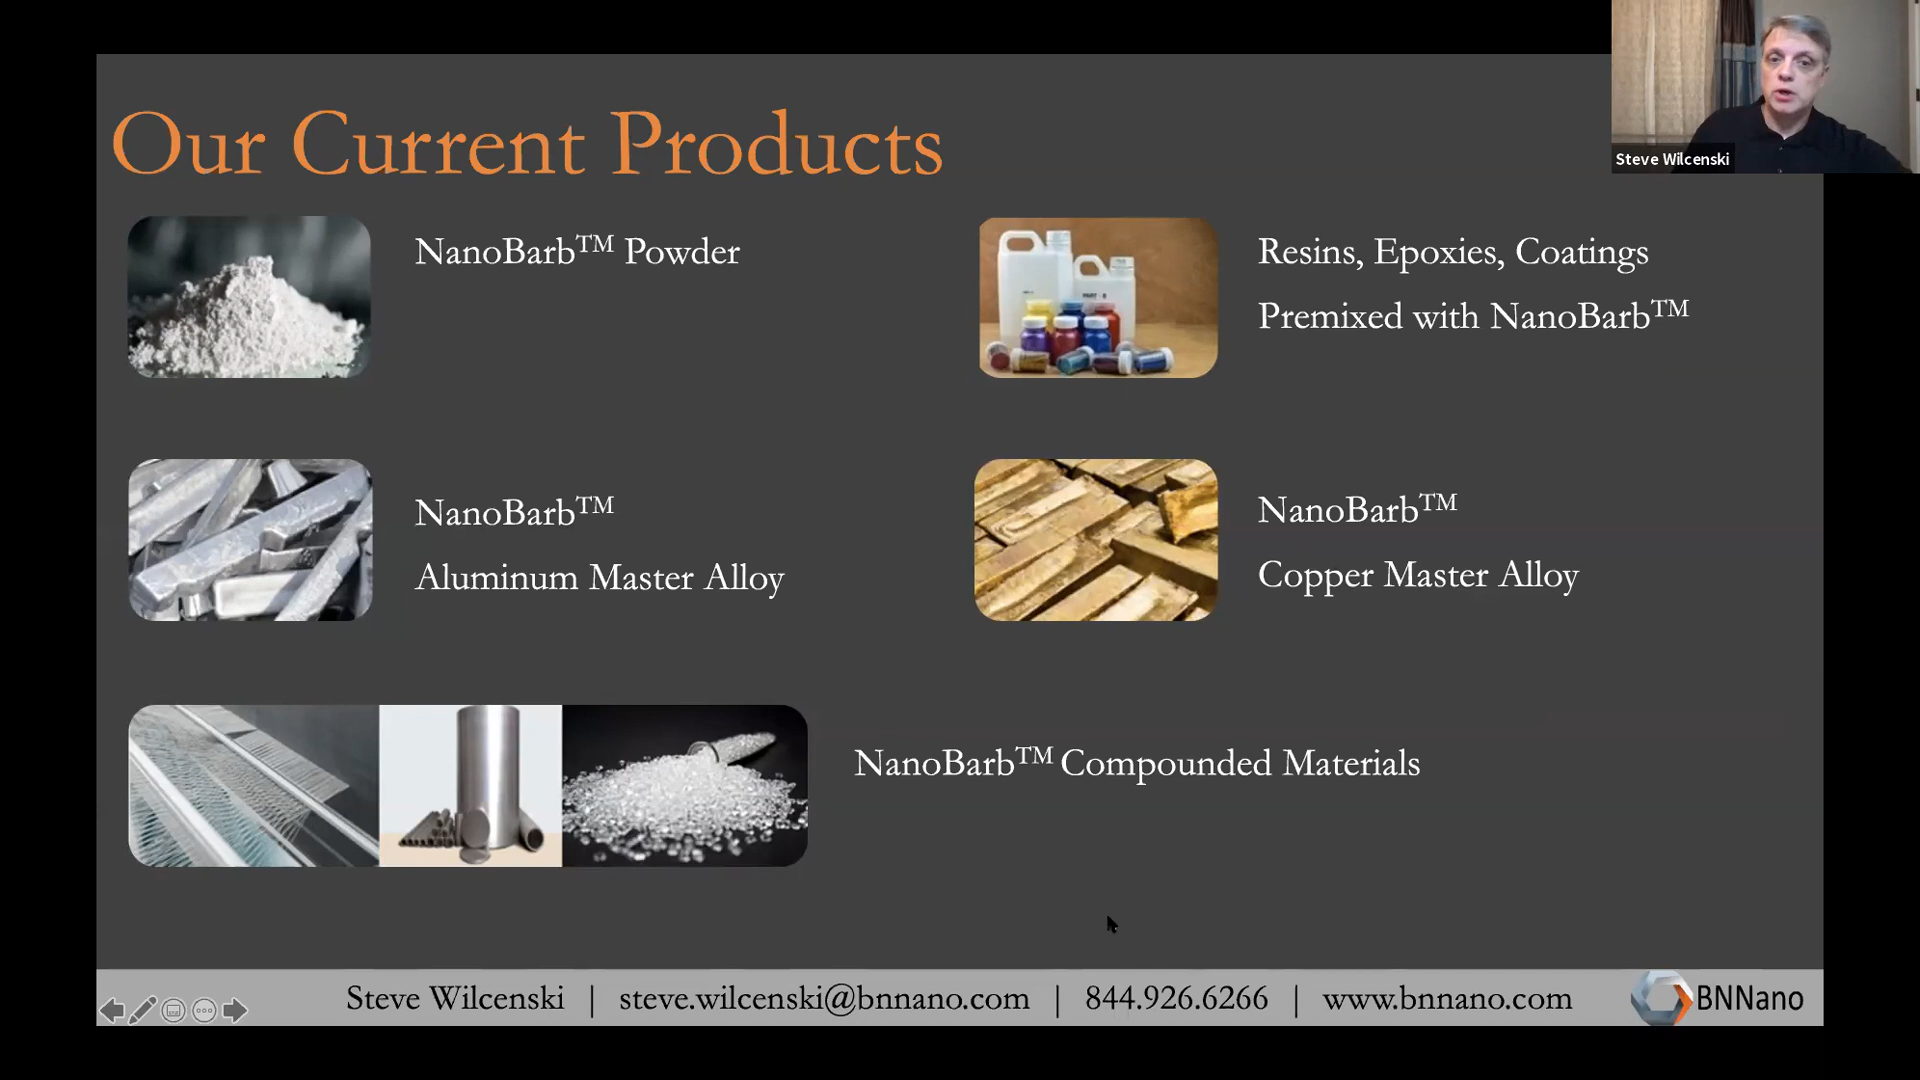 Our Current Products
Steve Wilcenski
NanoBarb™ Powder
Resins, Epoxies, Coatings
Premixed with NanoBarb™
NanoBarb™
Aluminum Master Alloy
NanoBarb™
Copper Master Alloy
NanoBarb™ Compounded Materials
Steve Wilcenski | steve.wilcenski@bnnano.com | 844.926.6266 | www.bnnano.com
BNNano